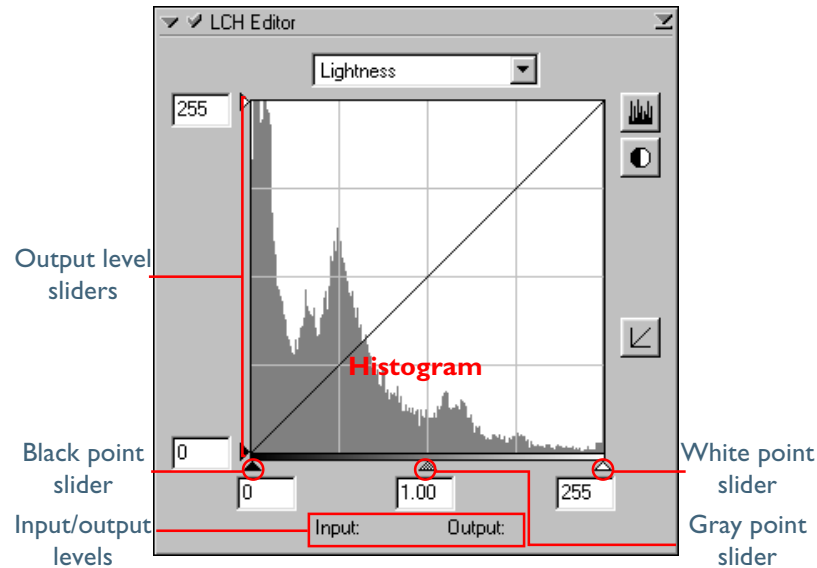 LCH Editor
Lightness
255
Output level
sliders
Histogram
Black point
slider
0
White point
slider
0
1.00
255
Input/output
levels
Input:
Output:
Gray point
slider